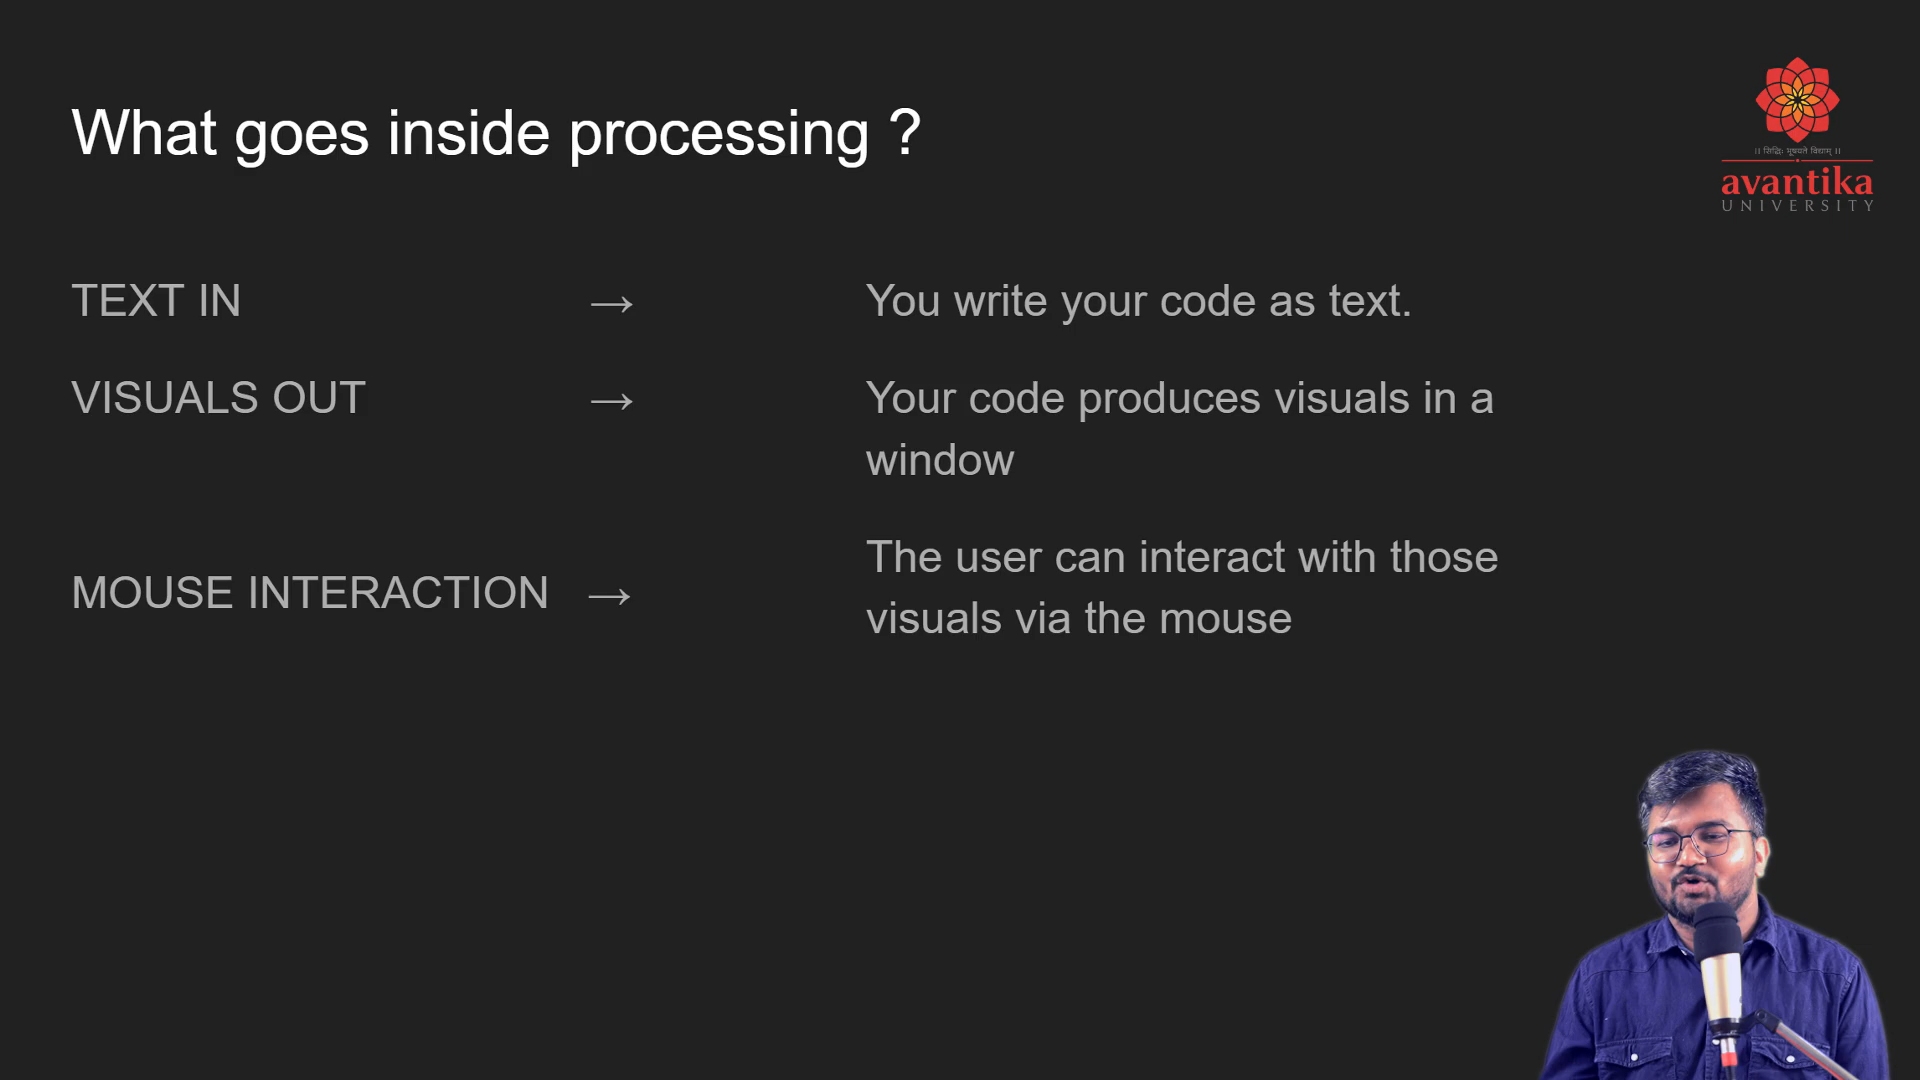 What goes inside processing ?
।। सिद्धिः भूषयते विद्याम् ।।
avantika
UNIVERSITY
TEXT IN → You write your code as text.
VISUALS OUT → Your code produces visuals in a
window
MOUSE INTERACTION → The user can interact with those
visuals via the mouse